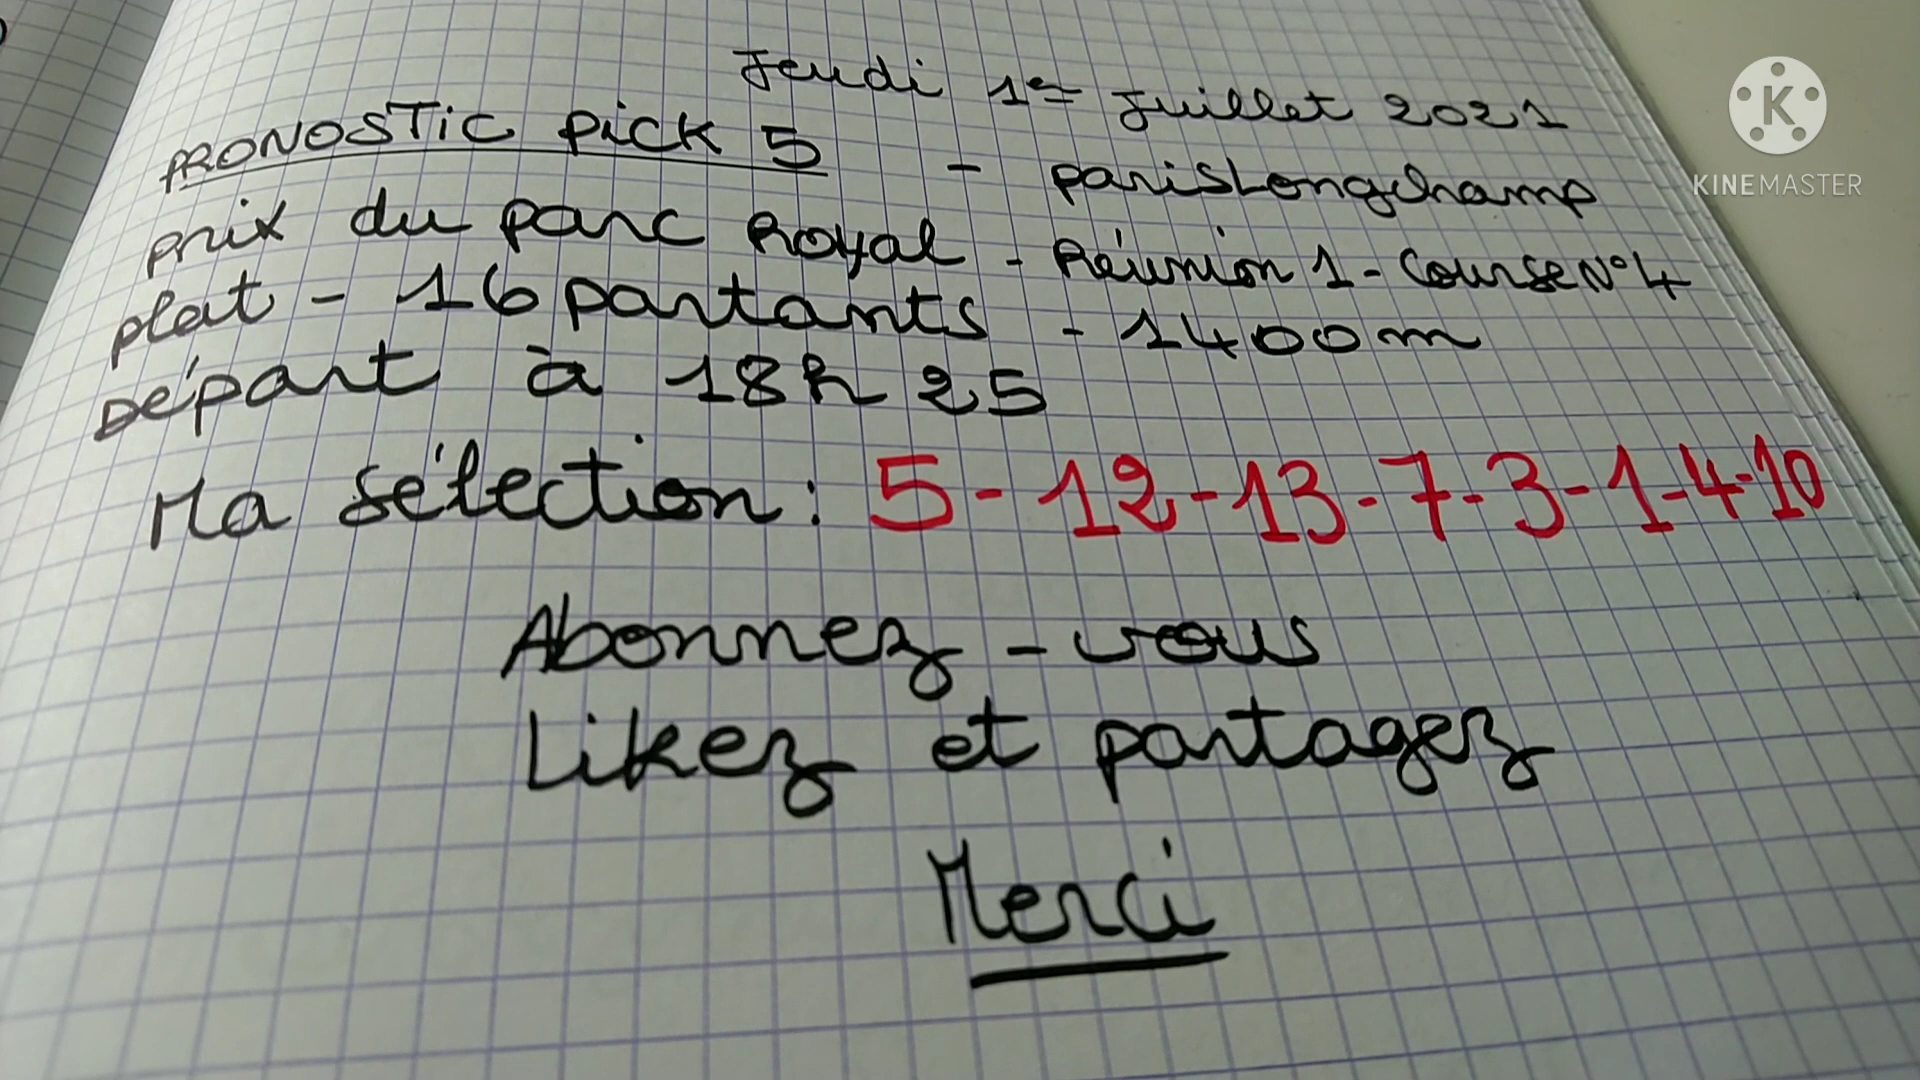 Jeudi 1er Juillet 2021
PRONOSTIC PICK 5 - parisLongchamp
prix du parc Royal - Réunion 1 - Course N°4
plat - 16 partants - 1400m
Départ à 18h25
Ma sélection : 5 - 12 - 13 - 7 - 3 - 1 - 4 - 10
Abonnez-vous
Likez et partagez
Merci
K
KINEMASTER